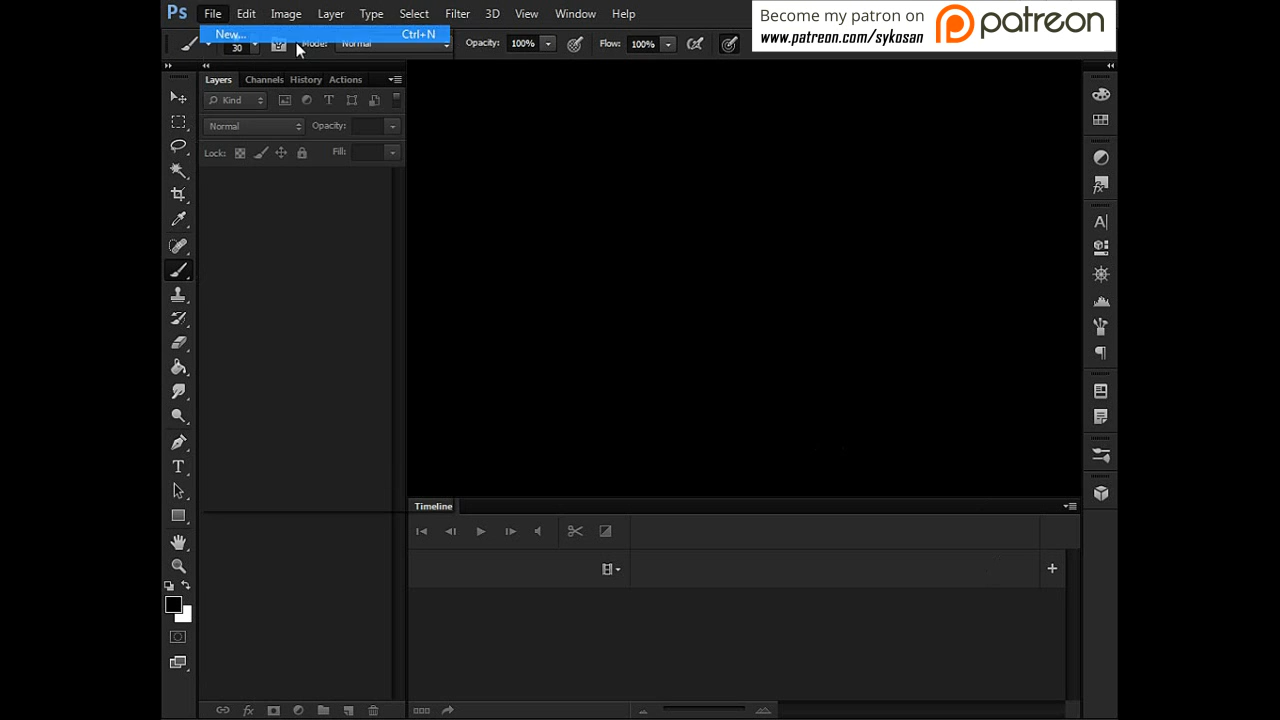 Ps File Edit Image Layer Type Select Filter 3D View Window Help
Become my patron on
www.patreon.com/sykosan
patreon
New... Ctrl+N
30 Mode: Normal Opacity: 100% Flow: 100%
Layers Channels History Actions
Kind
Normal Opacity:
Lock: Fill:
Timeline